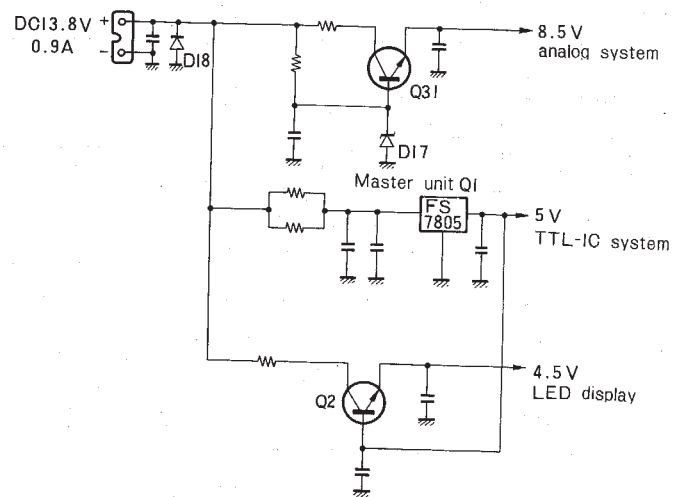 DC13.8V
0.9A
+
−
D18
Q31
D17
8.5V
analog system
Master unit Q1
FS
7805
5V
TTL-IC system
Q2
4.5V
LED display